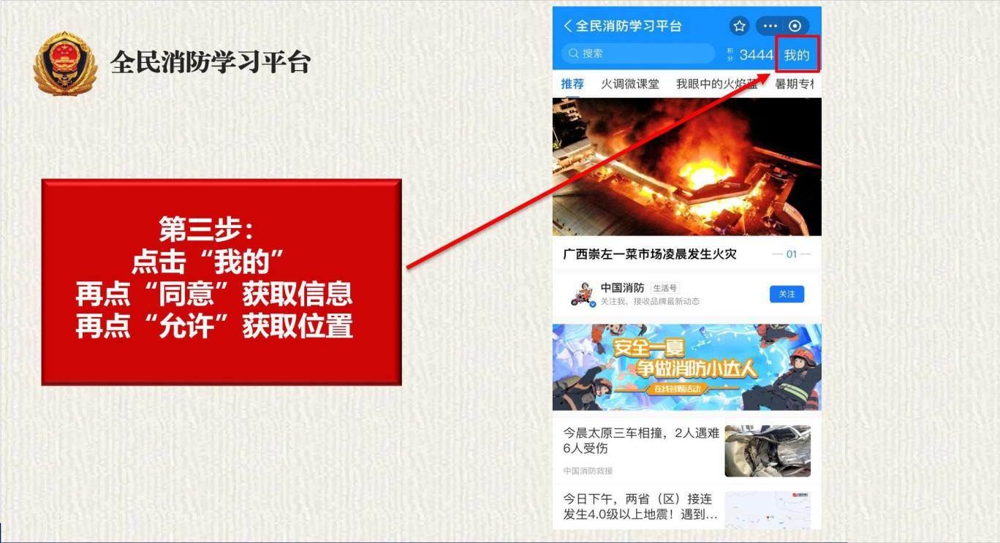 全民消防学习平台
第三步：
点击“我的”
再点“同意”获取信息
再点“允许”获取位置
全民消防学习平台
搜索
积分 3444 我的
推荐 火调微课堂 我眼中的火焰蓝 暑期专
广西崇左一菜市场凌晨发生火灾 01
中国消防 生活号
关注我，接收品牌最新动态
关注
安全一夏
争做消防小达人
在线答题活动
今晨太原三车相撞，2人遇难
6人受伤
中国消防救援
今日下午，两省（区）接连
发生4.0级以上地震！遇到...